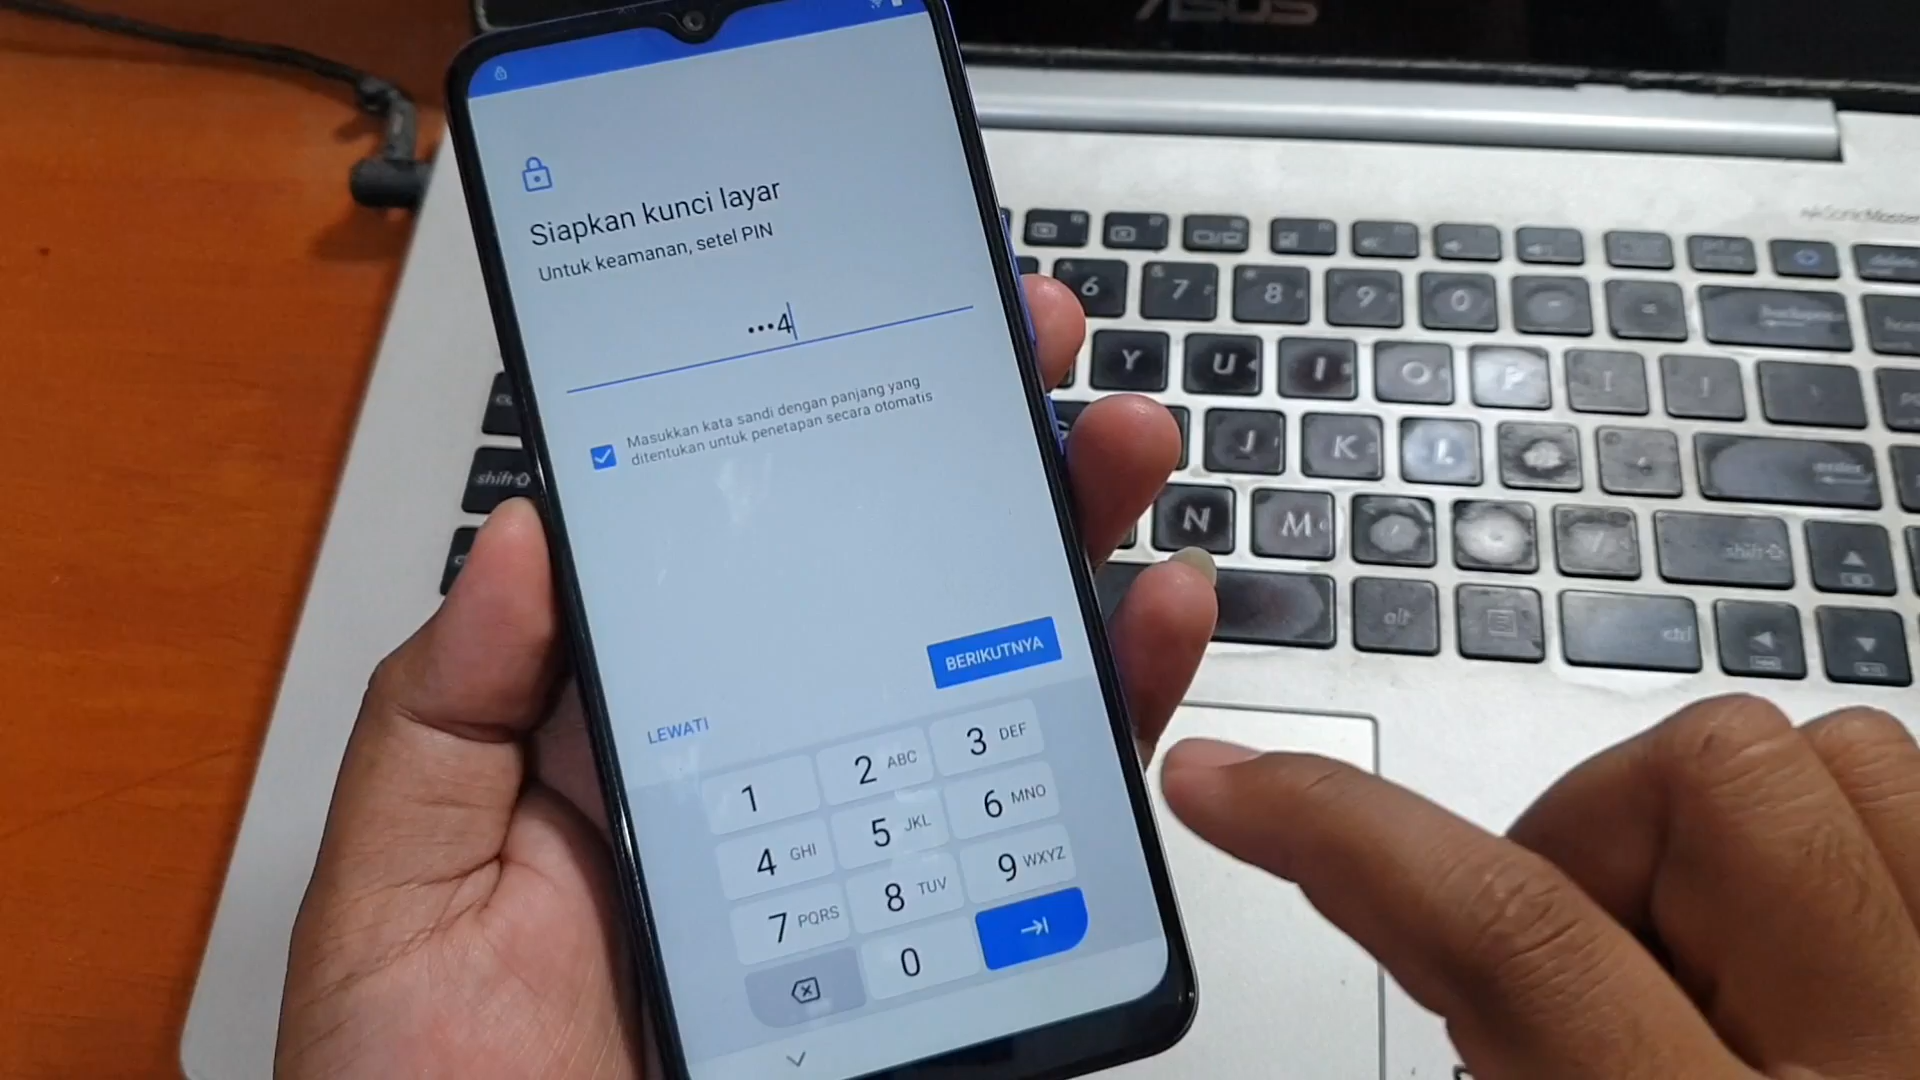 ASUS
Siapkan kunci layar
Untuk keamanan, setel PIN
•••4
Masukkan kata sandi dengan panjang yang
ditentukan untuk penetapan secara otomatis
BERIKUTNYA
LEWATI
1
2 ABC
3 DEF
4 GHI
5 JKL
6 MNO
7 PQRS
8 TUV
9 WXYZ
0
6 7 8 9 0
backspace
Y U I O P
J K L
enter
shift
N M
shift
alt
ctrl